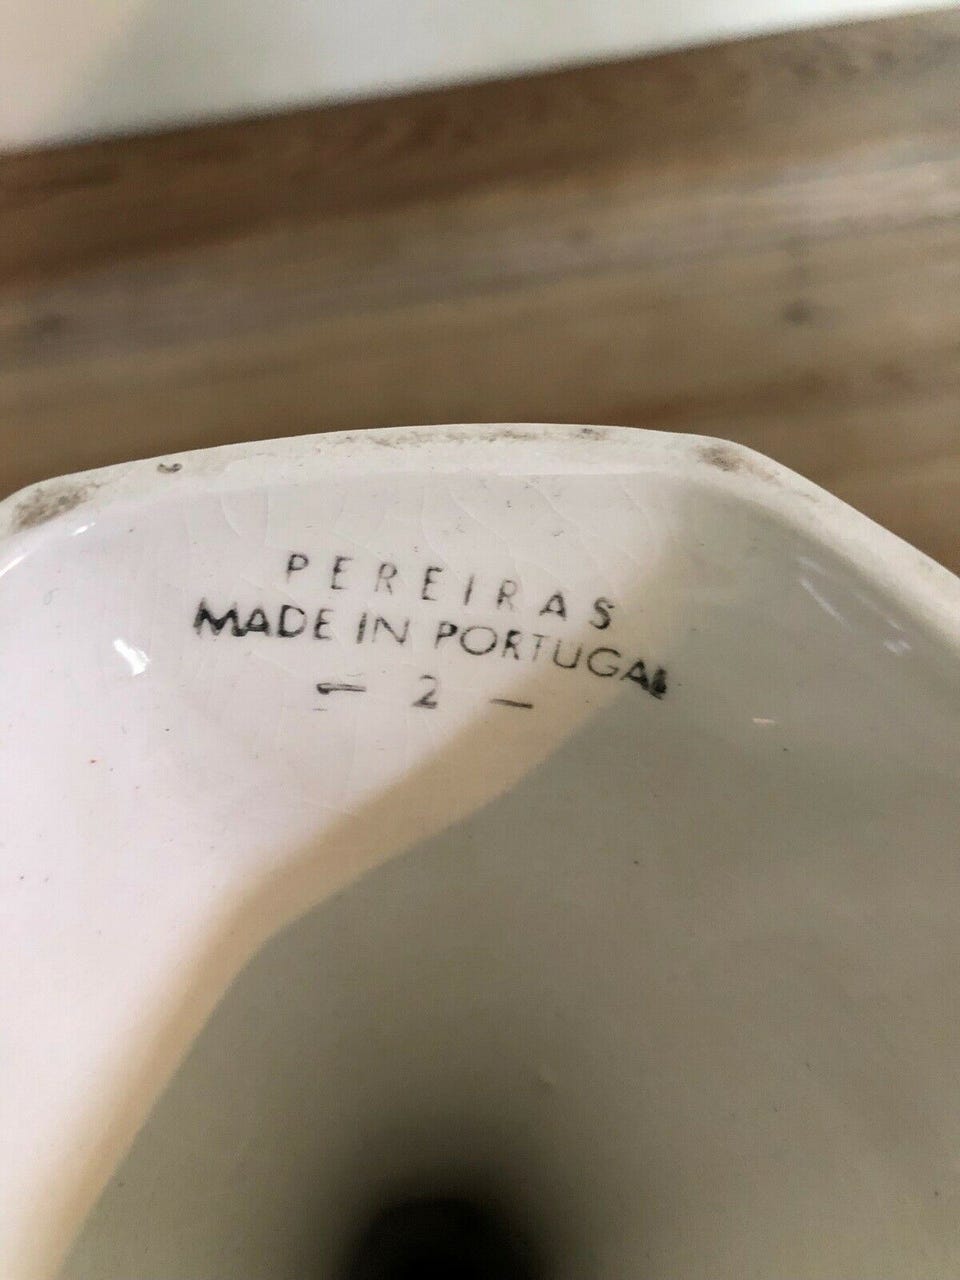 PEREIRAS
MADE IN PORTUGAL
— 2 —